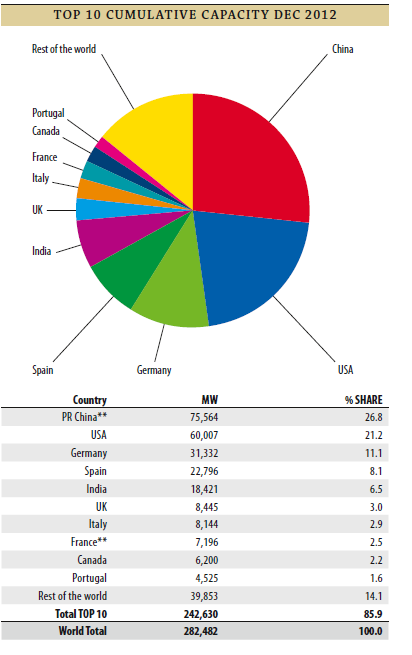 TOP 10 CUMULATIVE CAPACITY DEC 2012
Rest of the world
China
Portugal
Canada
France
Italy
UK
India
Spain
Germany
USA
Country MW % SHARE
PR China** 75,564 26.8
USA 60,007 21.2
Germany 31,332 11.1
Spain 22,796 8.1
India 18,421 6.5
UK 8,445 3.0
Italy 8,144 2.9
France** 7,196 2.5
Canada 6,200 2.2
Portugal 4,525 1.6
Rest of the world 39,853 14.1
Total TOP 10 242,630 85.9
World Total 282,482 100.0